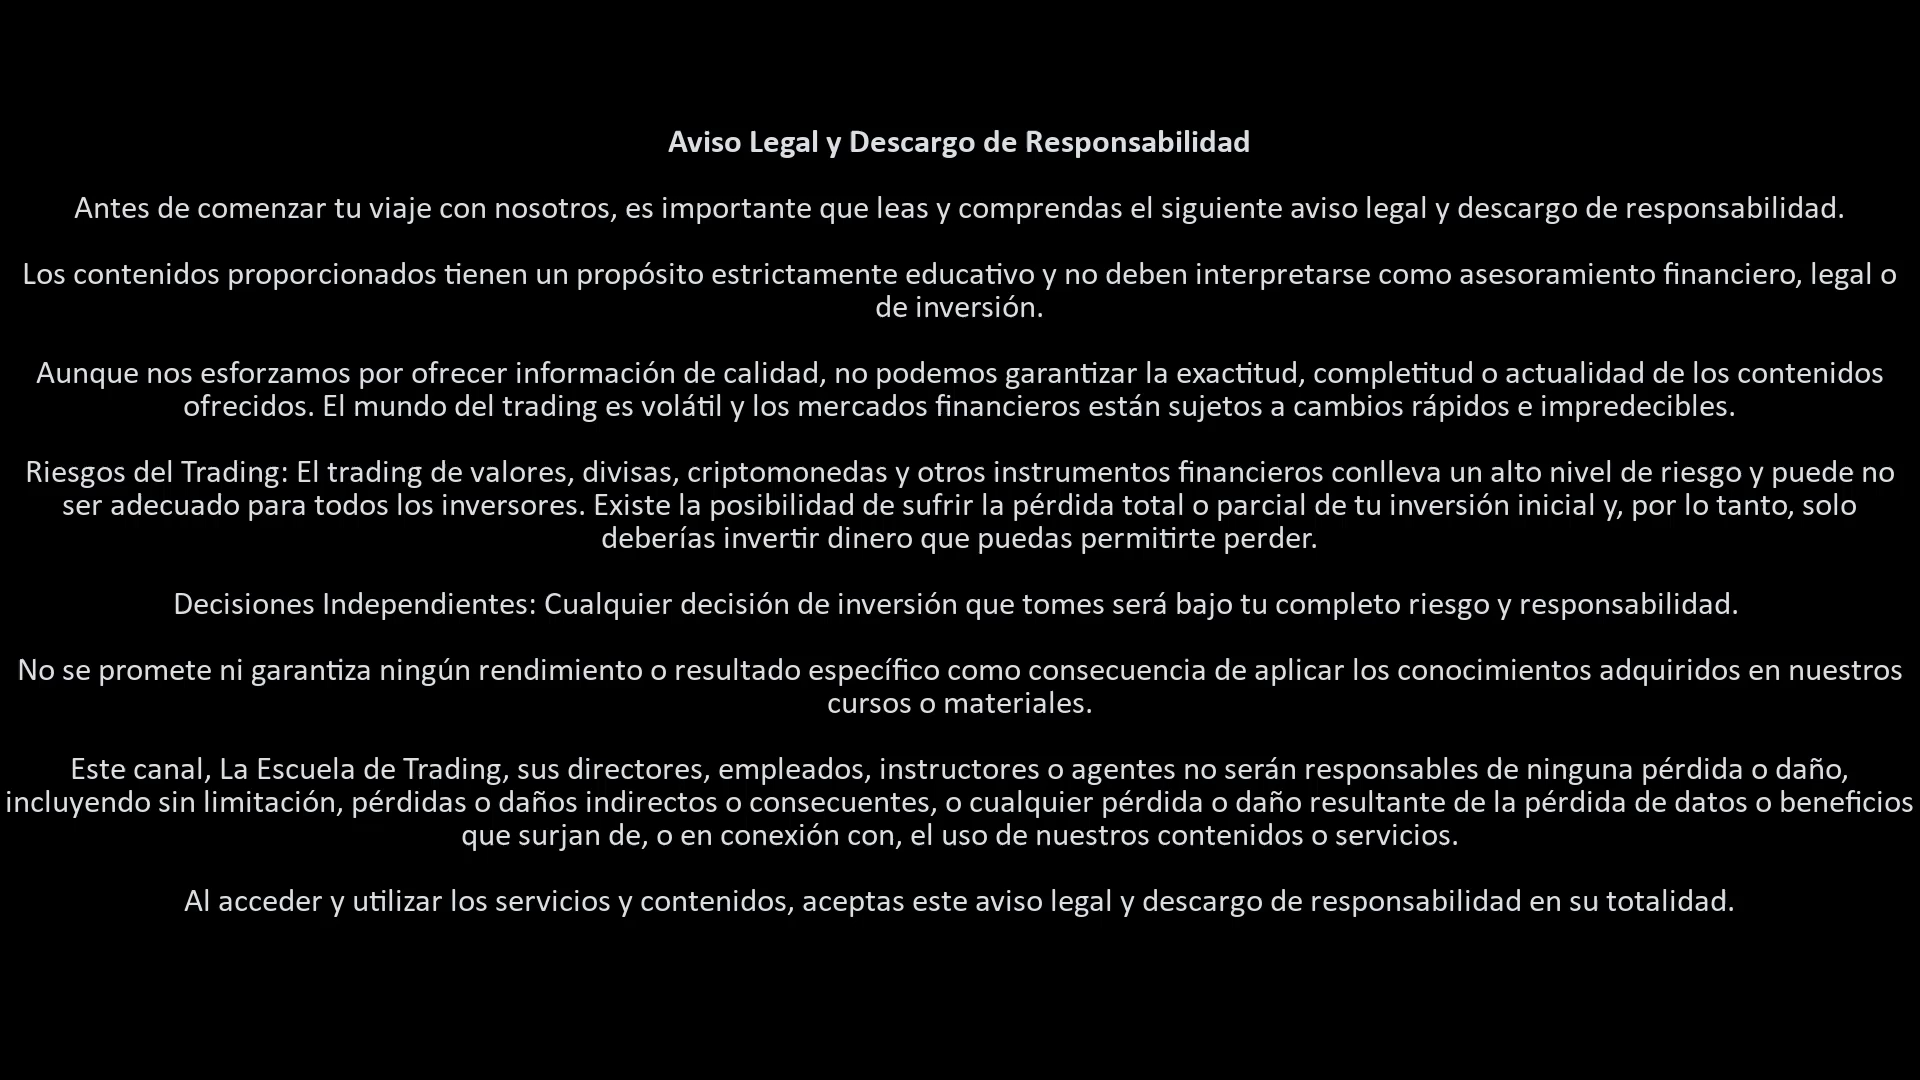 Aviso Legal y Descargo de Responsabilidad
Antes de comenzar tu viaje con nosotros, es importante que leas y comprendas el siguiente aviso legal y descargo de responsabilidad.
Los contenidos proporcionados tienen un propósito estrictamente educativo y no deben interpretarse como asesoramiento financiero, legal o
de inversión.
Aunque nos esforzamos por ofrecer información de calidad, no podemos garantizar la exactitud, completitud o actualidad de los contenidos
ofrecidos. El mundo del trading es volátil y los mercados financieros están sujetos a cambios rápidos e impredecibles.
Riesgos del Trading: El trading de valores, divisas, criptomonedas y otros instrumentos financieros conlleva un alto nivel de riesgo y puede no
ser adecuado para todos los inversores. Existe la posibilidad de sufrir la pérdida total o parcial de tu inversión inicial y, por lo tanto, solo
deberías invertir dinero que puedas permitirte perder.
Decisiones Independientes: Cualquier decisión de inversión que tomes será bajo tu completo riesgo y responsabilidad.
No se promete ni garantiza ningún rendimiento o resultado específico como consecuencia de aplicar los conocimientos adquiridos en nuestros
cursos o materiales.
Este canal, La Escuela de Trading, sus directores, empleados, instructores o agentes no serán responsables de ninguna pérdida o daño,
incluyendo sin limitación, pérdidas o daños indirectos o consecuentes, o cualquier pérdida o daño resultante de la pérdida de datos o beneficios
que surjan de, o en conexión con, el uso de nuestros contenidos o servicios.
Al acceder y utilizar los servicios y contenidos, aceptas este aviso legal y descargo de responsabilidad en su totalidad.